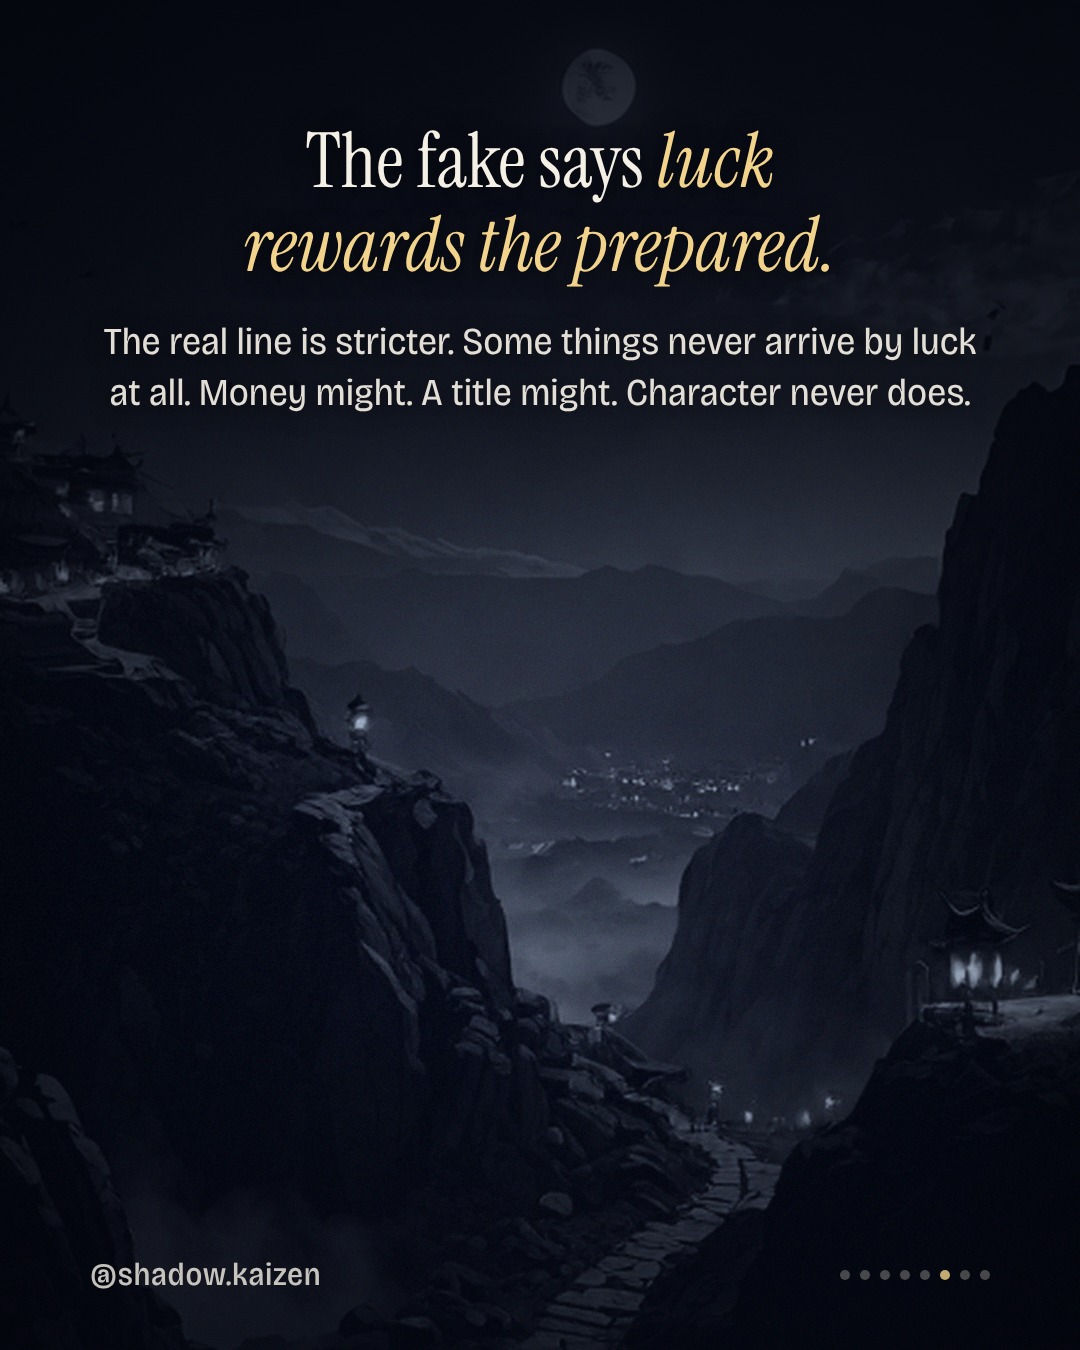 The fake says luck
rewards the prepared.
The real line is stricter. Some things never arrive by luck
at all. Money might. A title might. Character never does.
@shadow.kaizen